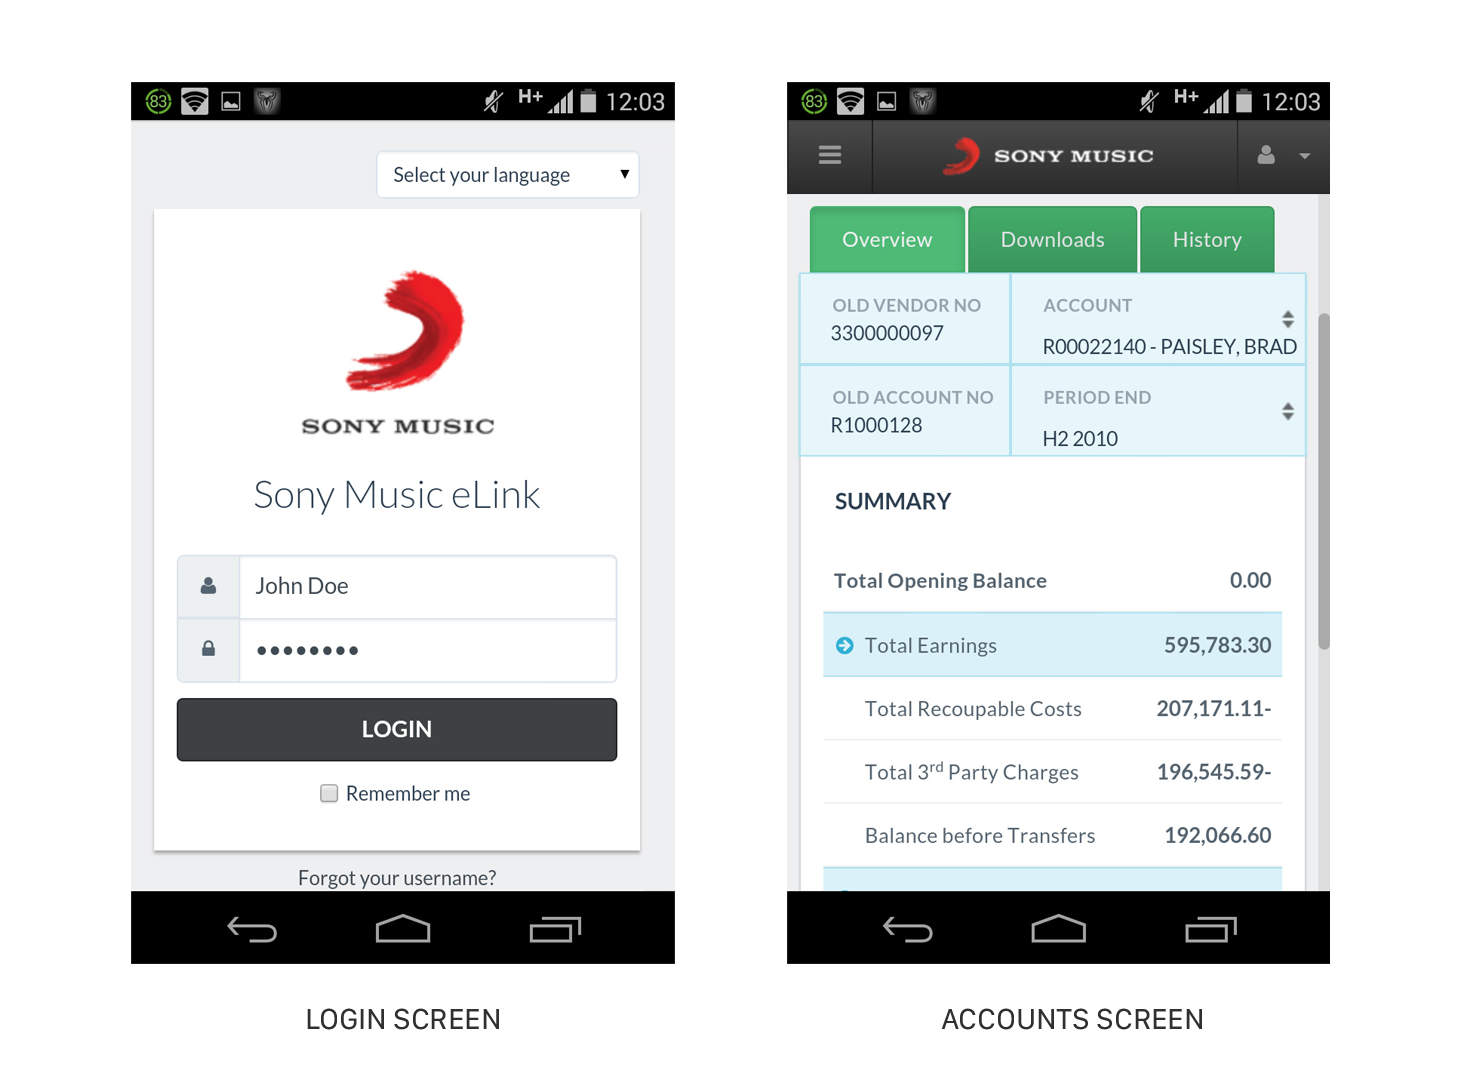 83 H+ 12:03
Select your language
SONY MUSIC
Sony Music eLink
John Doe
LOGIN
Remember me
Forgot your username?
LOGIN SCREEN
83 H+ 12:03
SONY MUSIC
Overview Downloads History
OLD VENDOR NO
3300000097
ACCOUNT
R00022140 - PAISLEY, BRAD
OLD ACCOUNT NO
R1000128
PERIOD END
H2 2010
SUMMARY
Total Opening Balance 0.00
Total Earnings 595,783.30
Total Recoupable Costs 207,171.11-
Total 3rd Party Charges 196,545.59-
Balance before Transfers 192,066.60
ACCOUNTS SCREEN